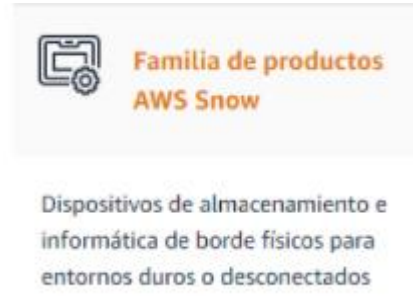 Familia de productos
AWS Snow
Dispositivos de almacenamiento e
informática de borde físicos para
entornos duros o desconectados